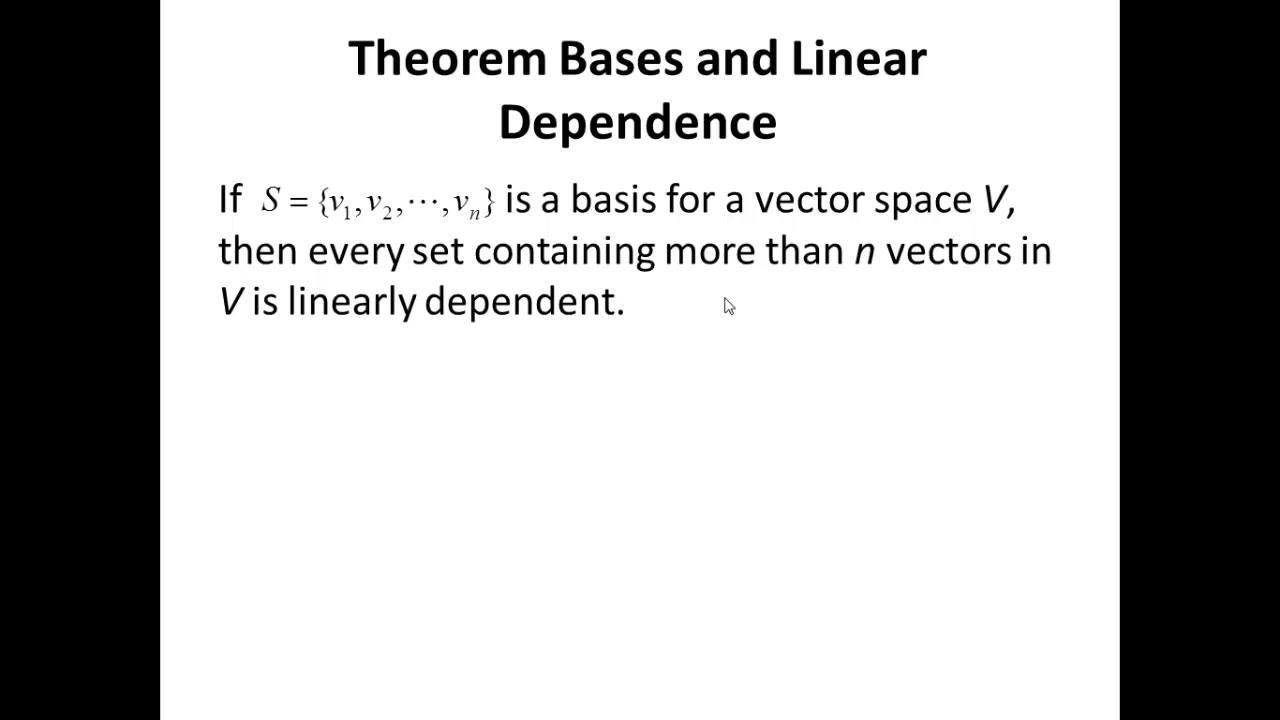 Theorem Bases and Linear
Dependence
If S = {v₁, v₂, ⋯, vₙ} is a basis for a vector space V,
then every set containing more than n vectors in
V is linearly dependent.